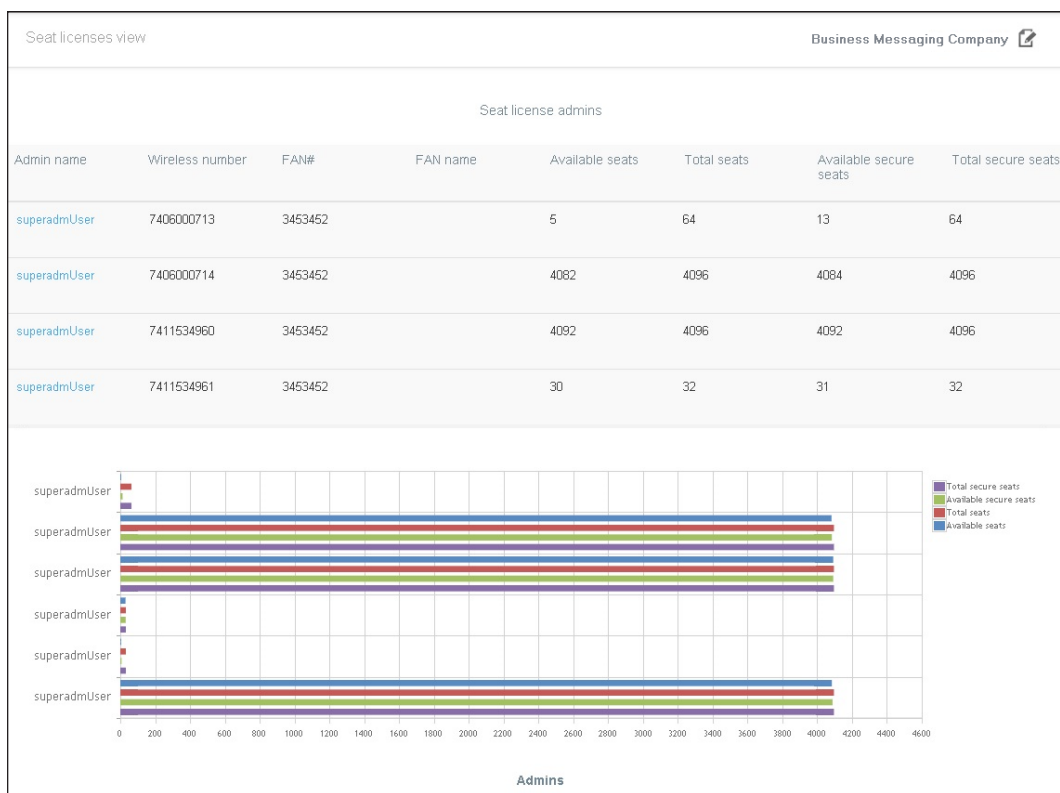 Seat licenses view
Business Messaging Company
Seat license admins
Admin name Wireless number FAN# FAN name Available seats Total seats Available secure seats Total secure seats
superadmUser 7406000713 3453452 5 64 13 64
superadmUser 7406000714 3453452 4082 4096 4084 4096
superadmUser 7411534960 3453452 4092 4096 4092 4096
superadmUser 7411534961 3453452 30 32 31 32
superadmUser
superadmUser
superadmUser
superadmUser
superadmUser
superadmUser
Total secure seats
Available secure seats
Total seats
Available seats
0 200 400 600 800 1000 1200 1400 1600 1800 2000 2200 2400 2600 2800 3000 3200 3400 3600 3800 4000 4200 4400 4600
Admins